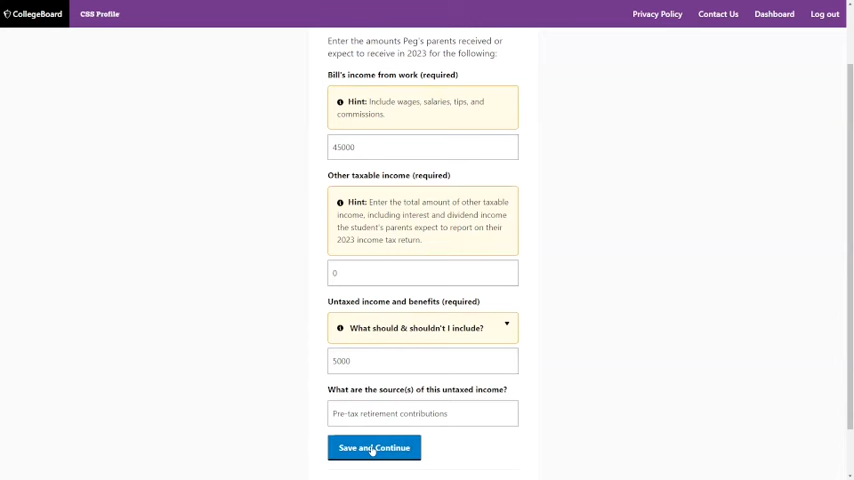 CollegeBoard
CSS Profile
Privacy Policy
Contact Us
Dashboard
Log out
Enter the amounts Peg's parents received or
expect to receive in 2023 for the following:
Bill's income from work (required)
Hint: Include wages, salaries, tips, and
commissions.
45000
Other taxable income (required)
Hint: Enter the total amount of other taxable
income, including interest and dividend income
the student's parents expect to report on their
2023 income tax return.
0
Untaxed income and benefits (required)
What should & shouldn't I include?
5000
What are the source(s) of this untaxed income?
Pre-tax retirement contributions
Save and Continue